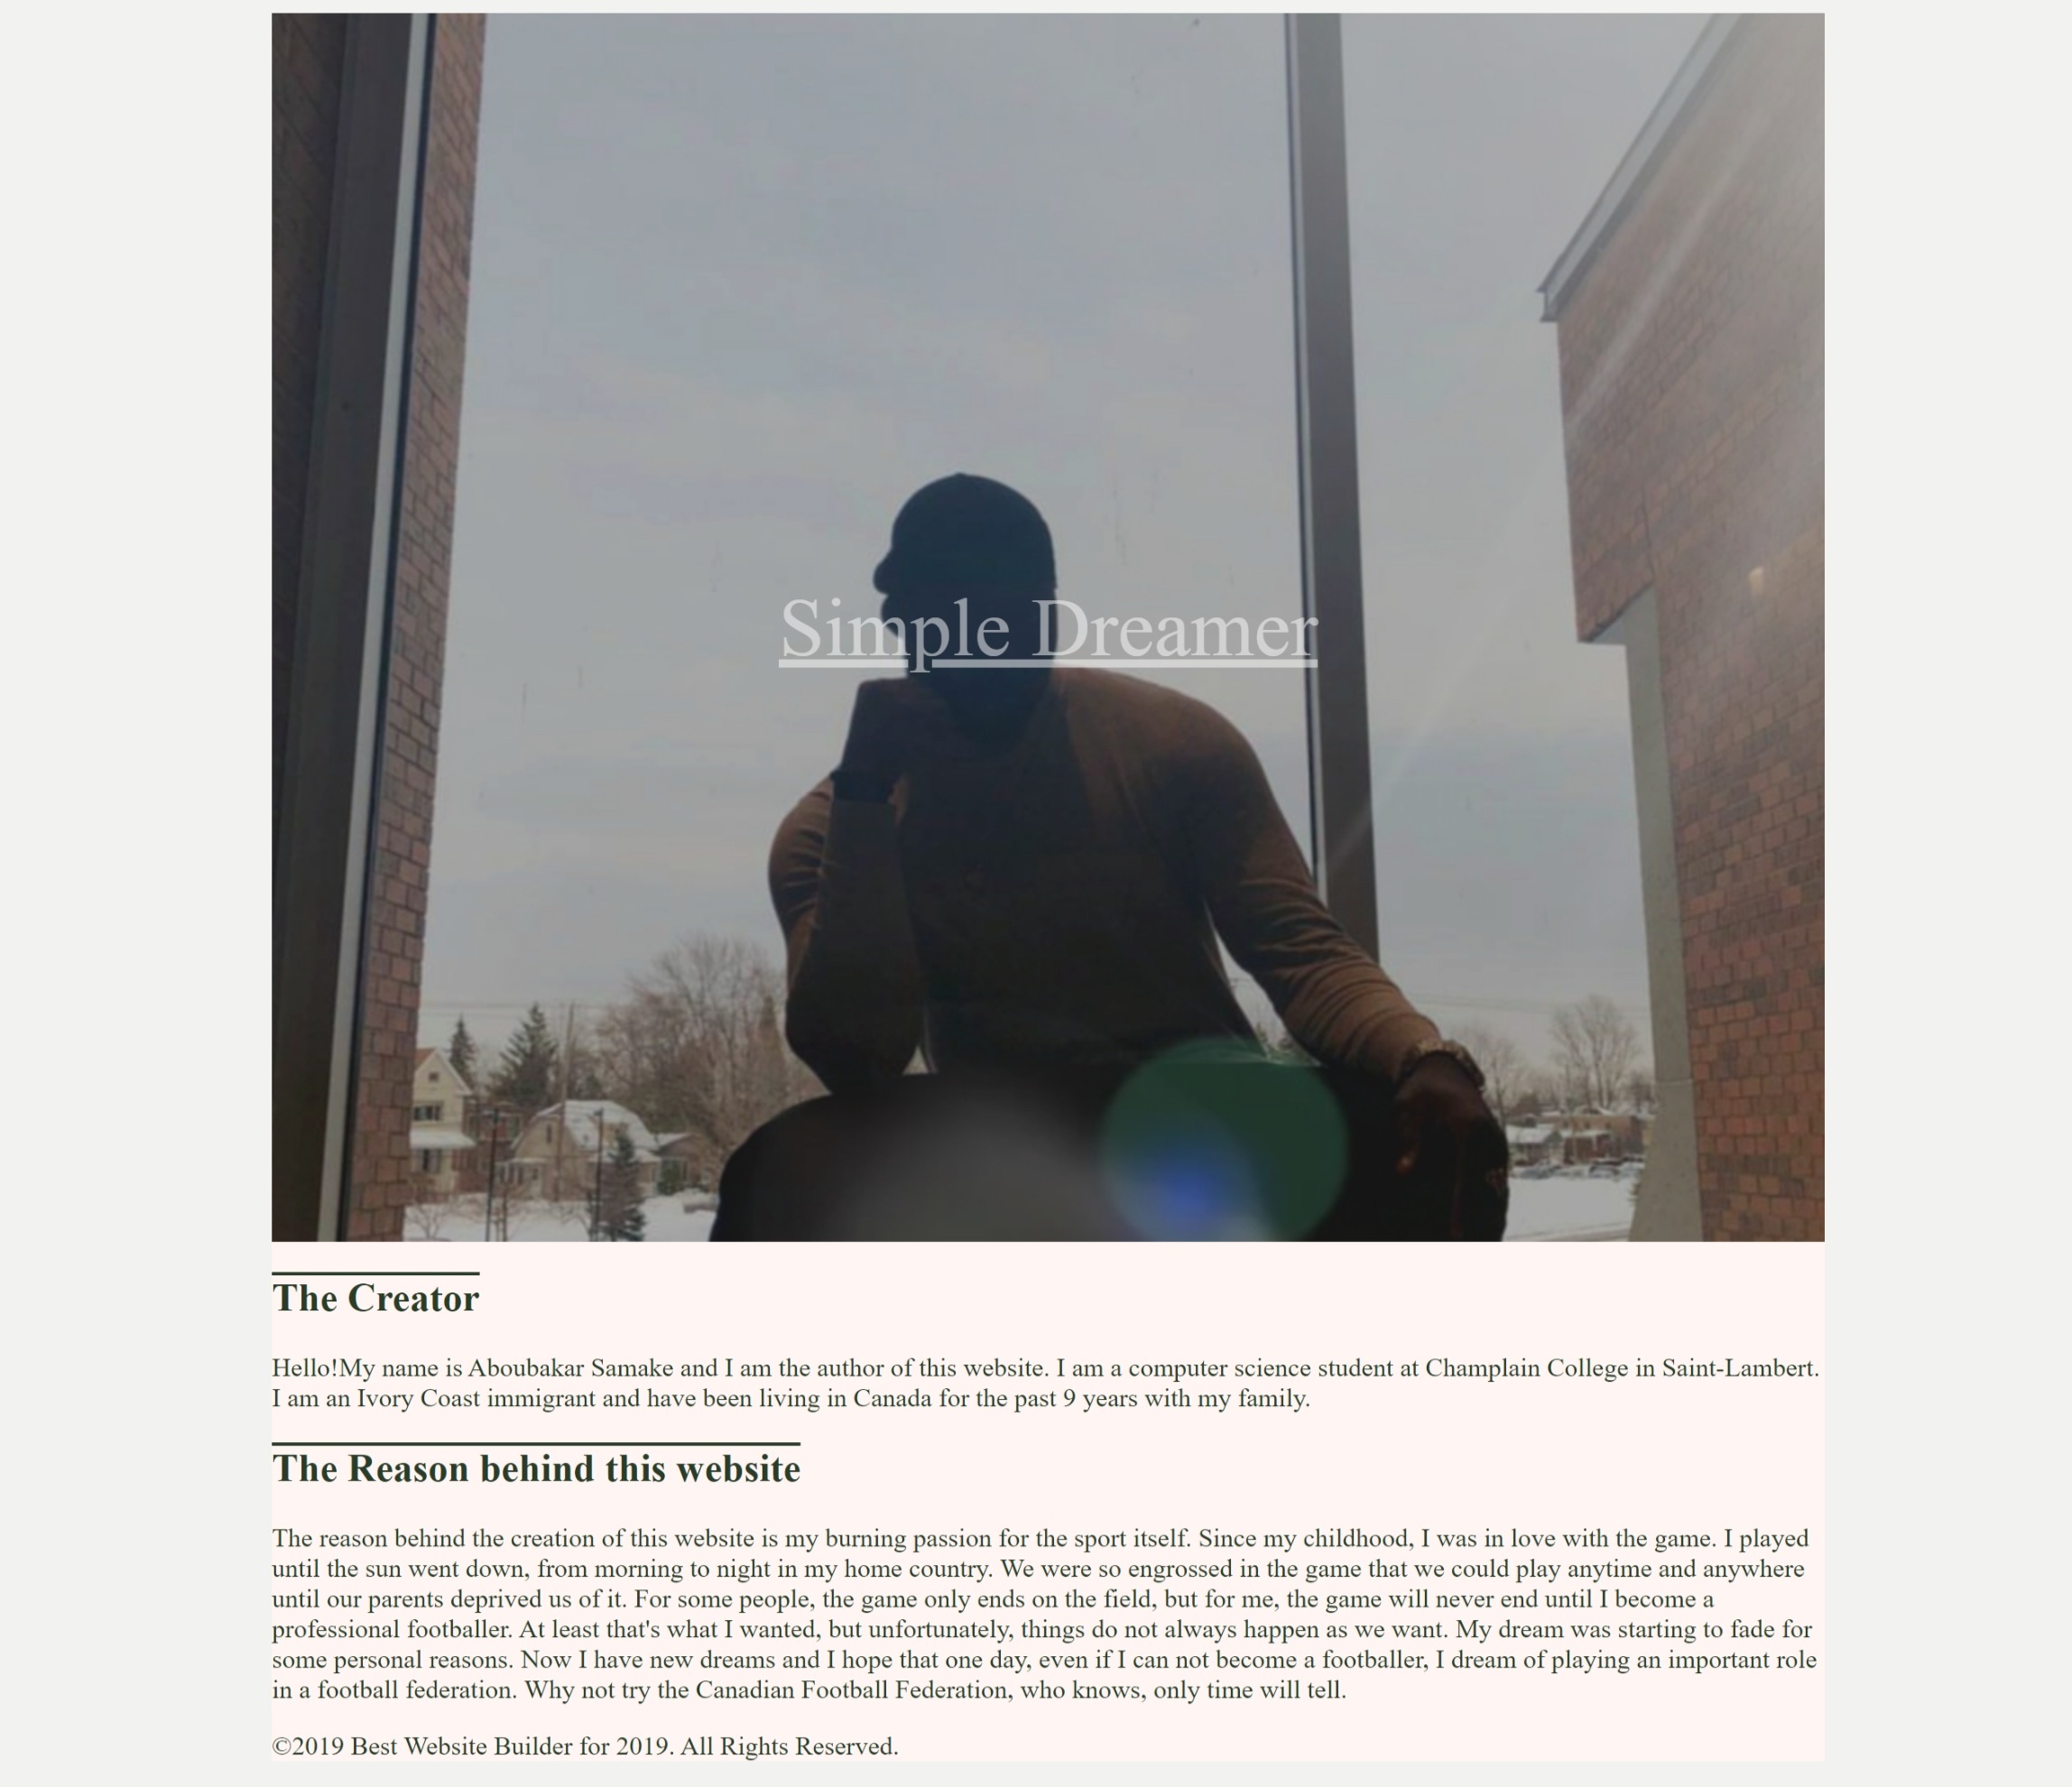 Simple Dreamer
The Creator
Hello!My name is Aboubakar Samake and I am the author of this website. I am a computer science student at Champlain College in Saint-Lambert.
I am an Ivory Coast immigrant and have been living in Canada for the past 9 years with my family.
The Reason behind this website
The reason behind the creation of this website is my burning passion for the sport itself. Since my childhood, I was in love with the game. I played
until the sun went down, from morning to night in my home country. We were so engrossed in the game that we could play anytime and anywhere
until our parents deprived us of it. For some people, the game only ends on the field, but for me, the game will never end until I become a
professional footballer. At least that's what I wanted, but unfortunately, things do not always happen as we want. My dream was starting to fade for
some personal reasons. Now I have new dreams and I hope that one day, even if I can not become a footballer, I dream of playing an important role
in a football federation. Why not try the Canadian Football Federation, who knows, only time will tell.
©2019 Best Website Builder for 2019. All Rights Reserved.